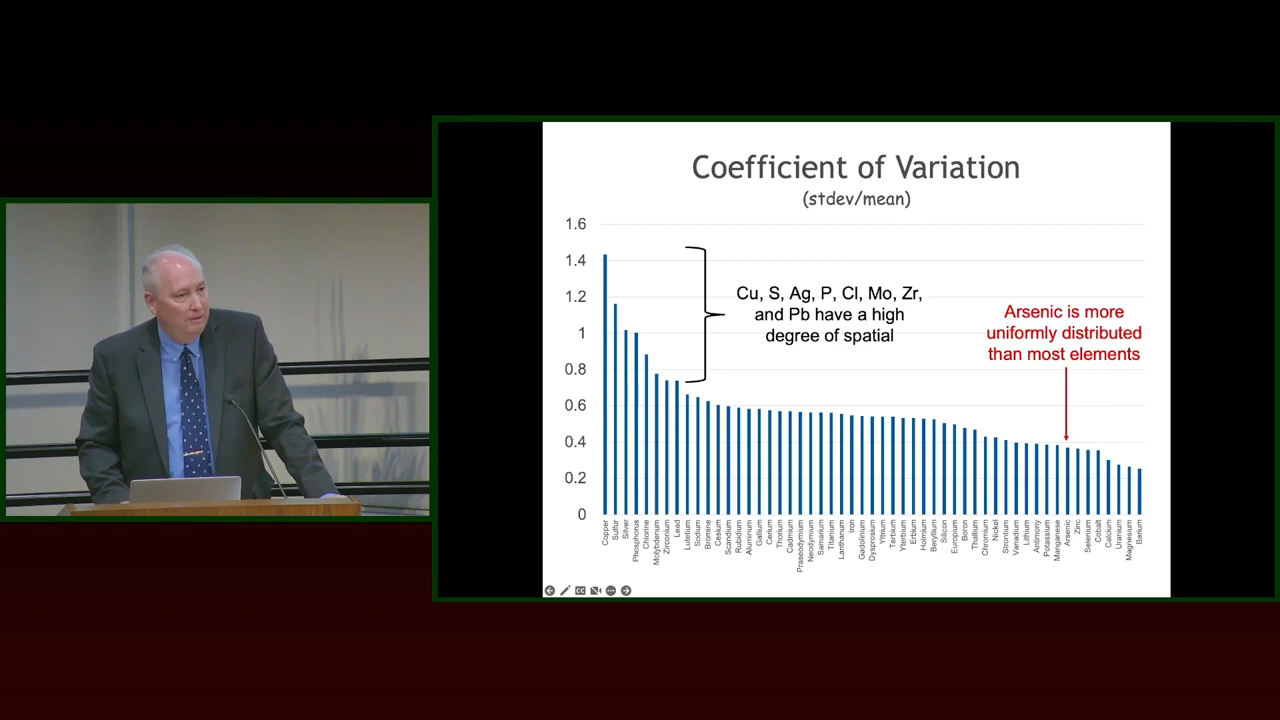 Coefficient of Variation
(stdev/mean)
1.6
1.4
1.2
1
0.8
0.6
0.4
0.2
0
Cu, S, Ag, P, Cl, Mo, Zr,
and Pb have a high
degree of spatial
Arsenic is more
uniformly distributed
than most elements
Copper
Sulfur
Silver
Phosphorus
Chlorine
Molybdenum
Zirconium
Lead
Lutetium
Sodium
Bromine
Cesium
Scandium
Rubidium
Aluminum
Gallium
Cerium
Thorium
Cadmium
Praseodymium
Neodymium
Samarium
Titanium
Lanthanum
Iron
Gadolinium
Dysprosium
Yttrium
Terbium
Ytterbium
Erbium
Holmium
Beryllium
Silicon
Europium
Boron
Thallium
Chromium
Nickel
Strontium
Vanadium
Lithium
Antimony
Potassium
Manganese
Arsenic
Zinc
Selenium
Cobalt
Calcium
Uranium
Magnesium
Barium